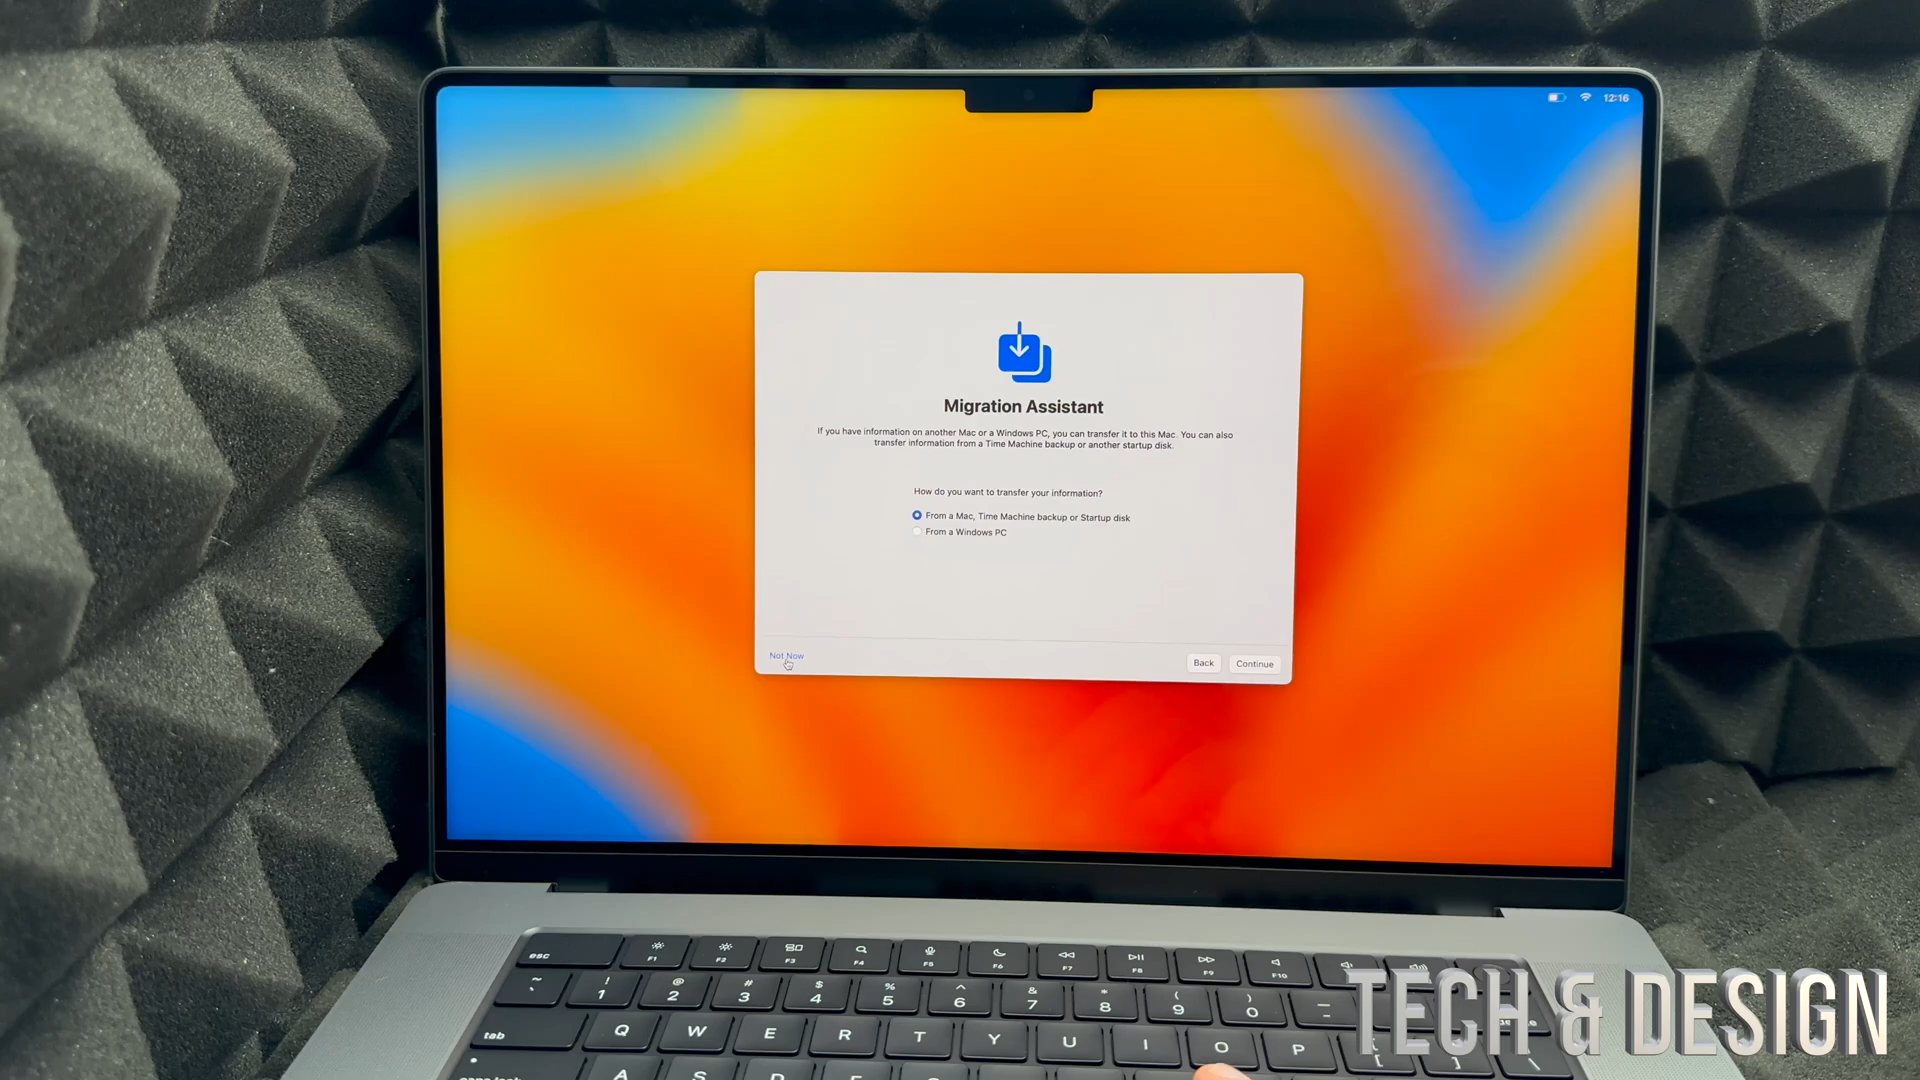 12:16
Migration Assistant
If you have information on another Mac or a Windows PC, you can transfer it to this Mac. You can also
transfer information from a Time Machine backup or another startup disk.
How do you want to transfer your information?
From a Mac, Time Machine backup or Startup disk
From a Windows PC
Not Now
Back
Continue
esc F1 F2 F3 F4 F5 F6 F7 F8 F9 F10
~ ! @ # $ % ^ & * ( ) _
` 1 2 3 4 5 6 7 8 9 0 -
tab Q W E R T Y U I O P [ ] \
A S D
TECH & DESIGN